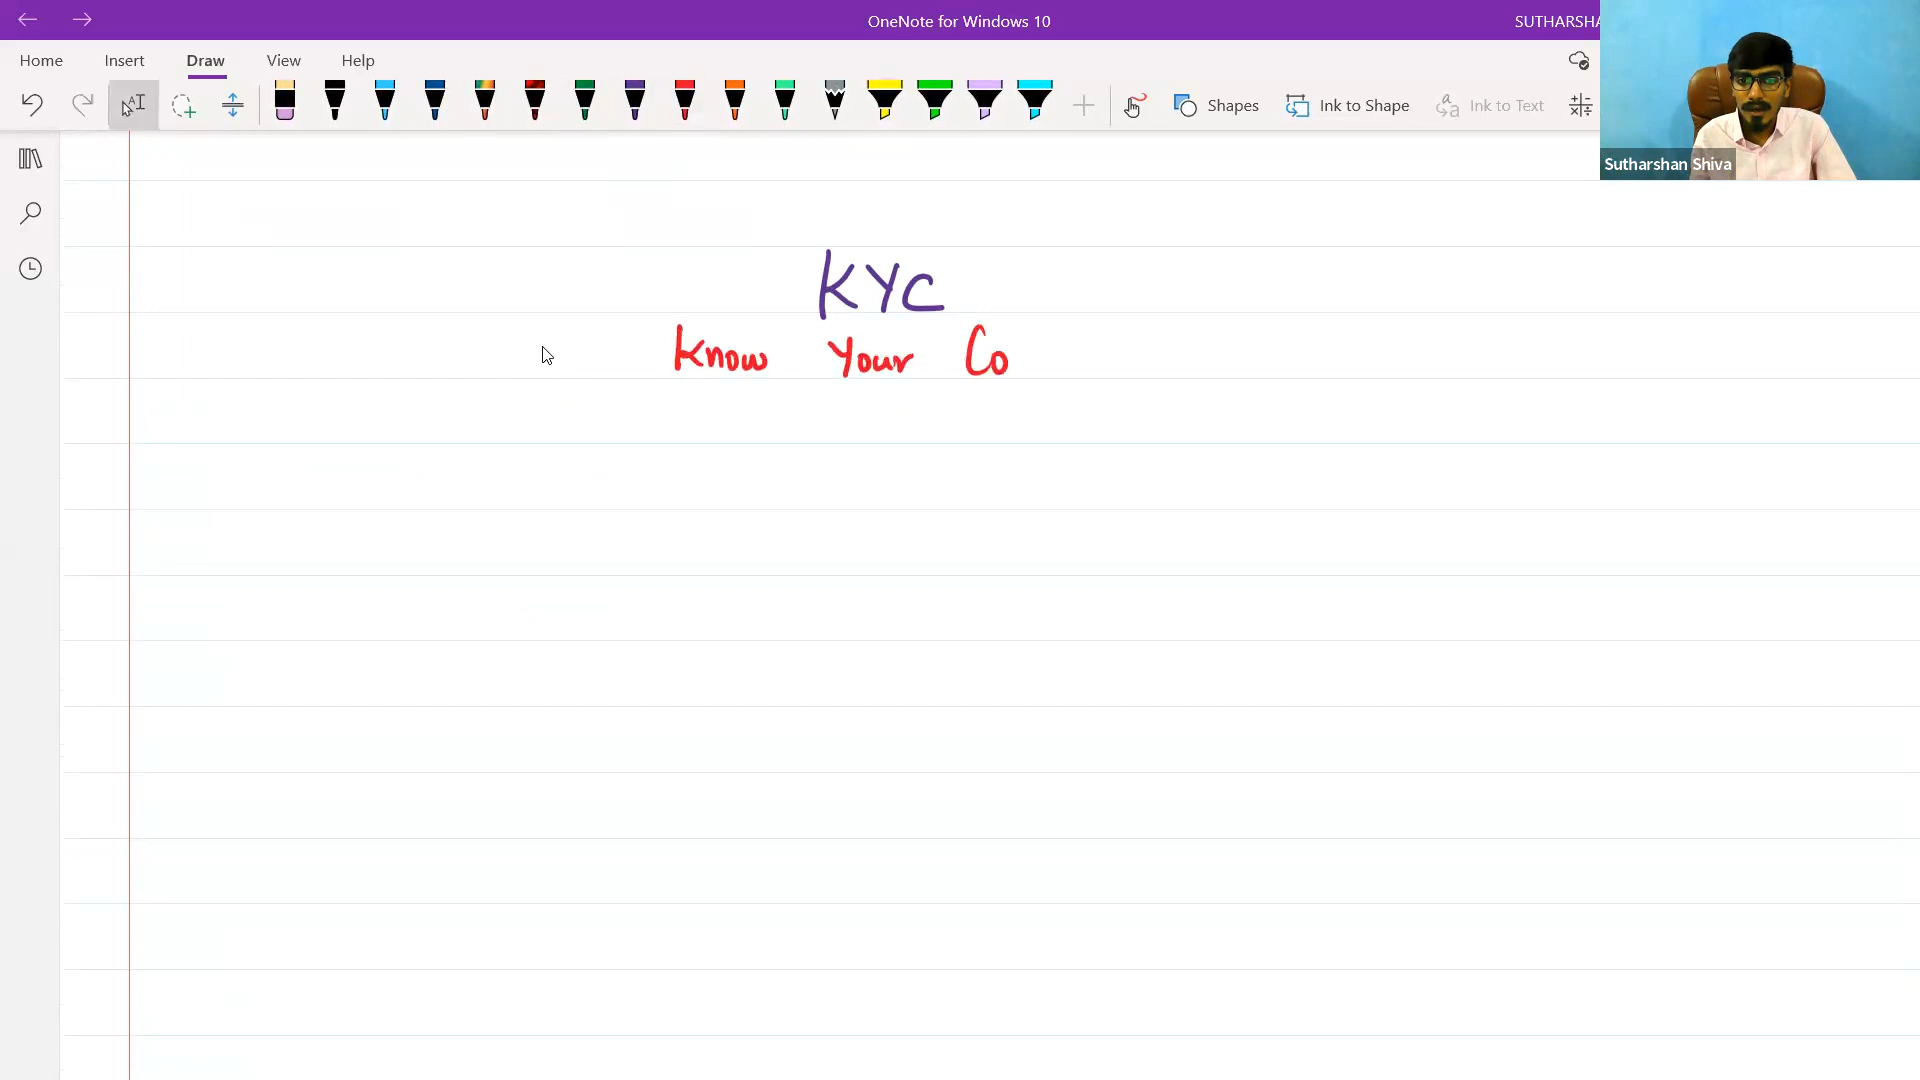 OneNote for Windows 10
SUTHARSHA
Home Insert Draw View Help
Shapes Ink to Shape Ink to Text
Sutharshan Shiva
KYC
Know Your Co